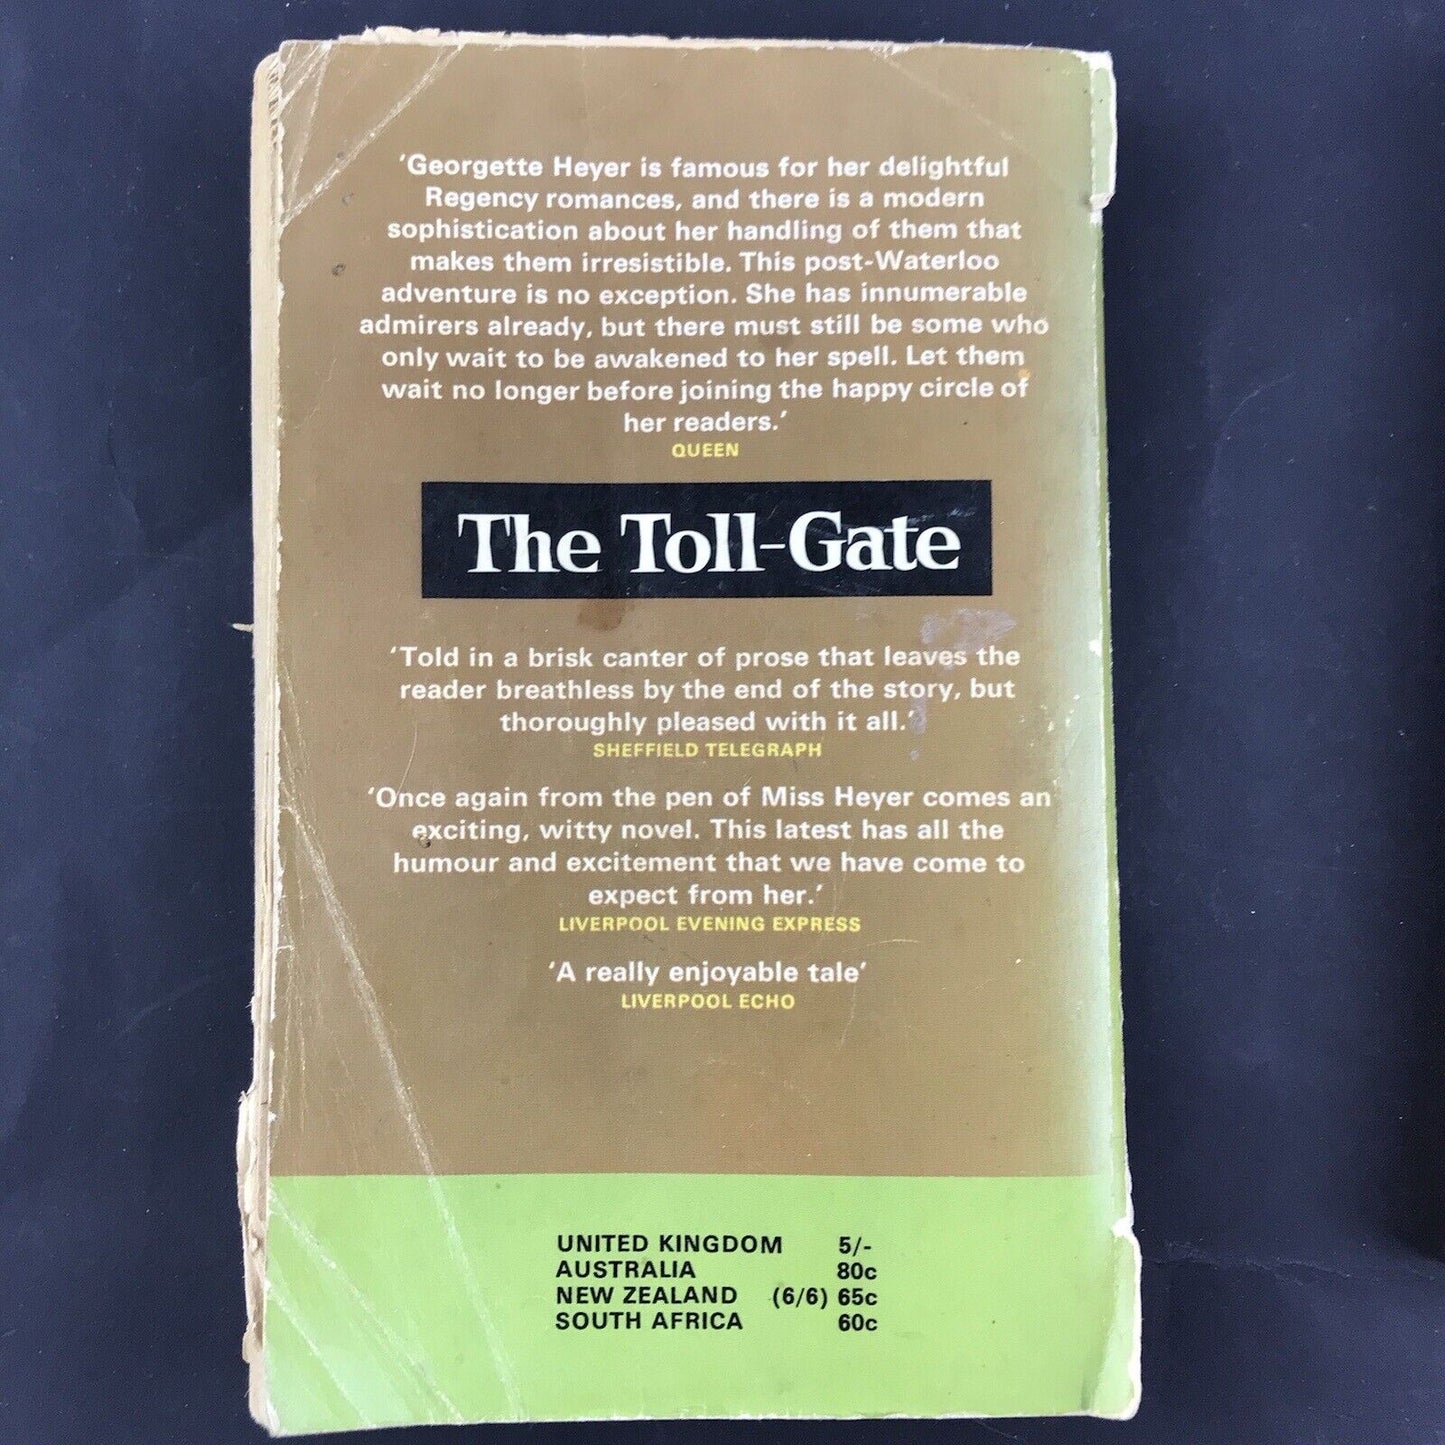 ‘Georgette Heyer is famous for her delightful
Regency romances, and there is a modern
sophistication about her handling of them that
makes them irresistible. This post-Waterloo
adventure is no exception. She has innumerable
admirers already, but there must still be some who
only wait to be awakened to her spell. Let them
wait no longer before joining the happy circle of
her readers.’
QUEEN
The Toll-Gate
‘Told in a brisk canter of prose that leaves the
reader breathless by the end of the story, but
thoroughly pleased with it all.’
SHEFFIELD TELEGRAPH
‘Once again from the pen of Miss Heyer comes an
exciting, witty novel. This latest has all the
humour and excitement that we have come to
expect from her.’
LIVERPOOL EVENING EXPRESS
‘A really enjoyable tale’
LIVERPOOL ECHO
UNITED KINGDOM 5/-
AUSTRALIA 80c
NEW ZEALAND (6/6) 65c
SOUTH AFRICA 60c